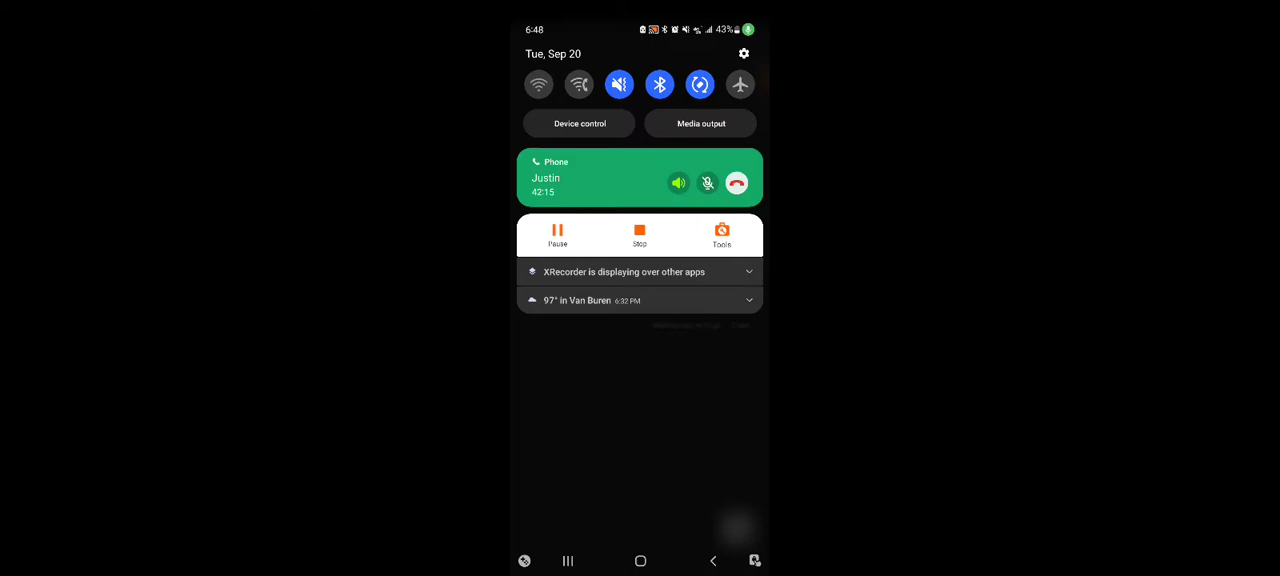 6:48 43%
Tue, Sep 20
Device control Media output
Phone
Justin
42:15
Pause Stop Tools
XRecorder is displaying over other apps
97° in Van Buren 6:32 PM